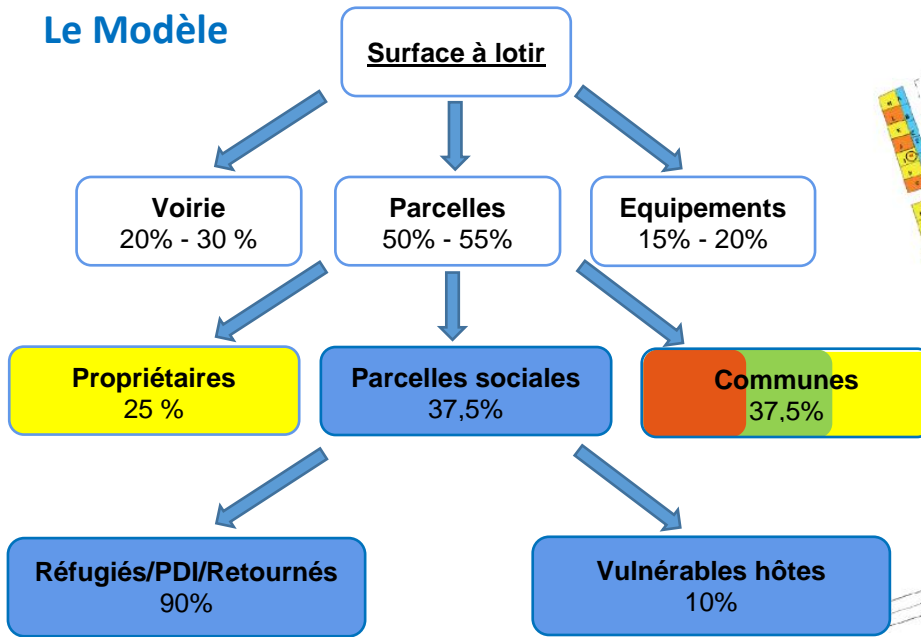 Le Modèle
Surface à lotir
Voirie
20% - 30 %
Parcelles
50% - 55%
Equipements
15% - 20%
Propriétaires
25 %
Parcelles sociales
37,5%
Communes
37,5%
Réfugiés/PDI/Retournés
90%
Vulnérables hôtes
10%